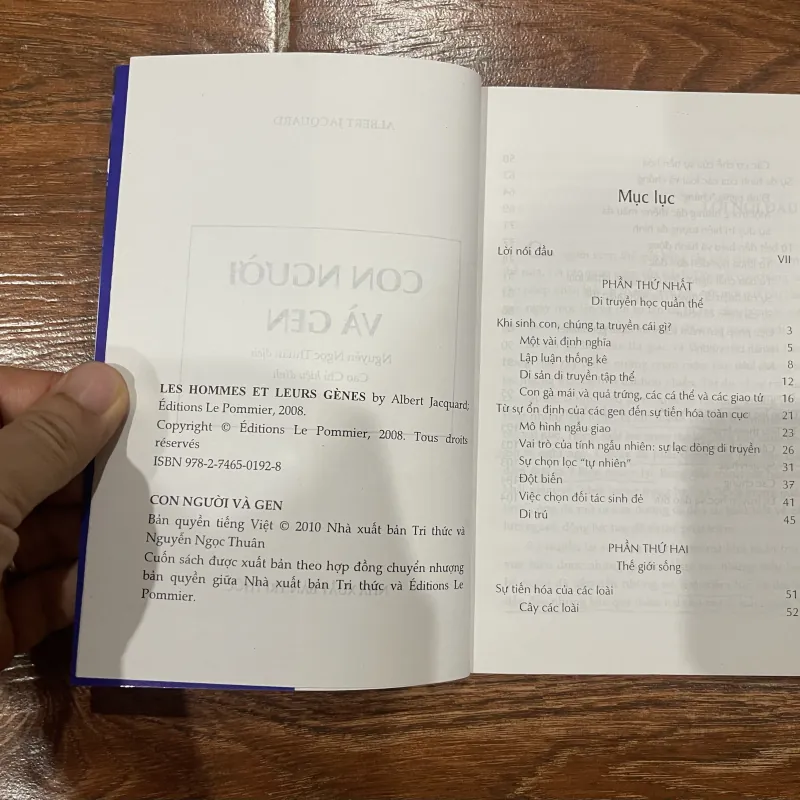 LES HOMMES ET LEURS GÈNES by Albert Jacquard;
Éditions Le Pommier, 2008.
Copyright © Éditions Le Pommier, 2008. Tous droits
réservés
ISBN 978-2-7465-0192-8
CON NGƯỜI VÀ GEN
Bản quyền tiếng Việt © 2010 Nhà xuất bản Tri thức và
Nguyễn Ngọc Thuân
Cuốn sách được xuất bản theo hợp đồng chuyển nhượng
bản quyền giữa Nhà xuất bản Tri thức và Éditions Le
Pommier.
Mục lục
Lời nói đầu VII
PHẦN THỨ NHẤT
Di truyền học quần thể
Khi sinh con, chúng ta truyền cái gì? 3
Một vài định nghĩa 5
Lập luận thống kê 8
Di sản di truyền tập thể 12
Con gà mái và quả trứng, các cá thể và các giao tử 16
Từ sự ổn định của các gen đến sự tiến hóa toàn cục 21
Mô hình ngẫu giao 23
Vai trò của tính ngẫu nhiên: sự lạc dòng di truyền 26
Sự chọn lọc “tự nhiên” 31
Đột biến 37
Việc chọn đối tác sinh đẻ 41
Di trú 45
PHẦN THỨ HAI
Thế giới sống
Sự tiến hóa của các loài 51
Cây các loài 52